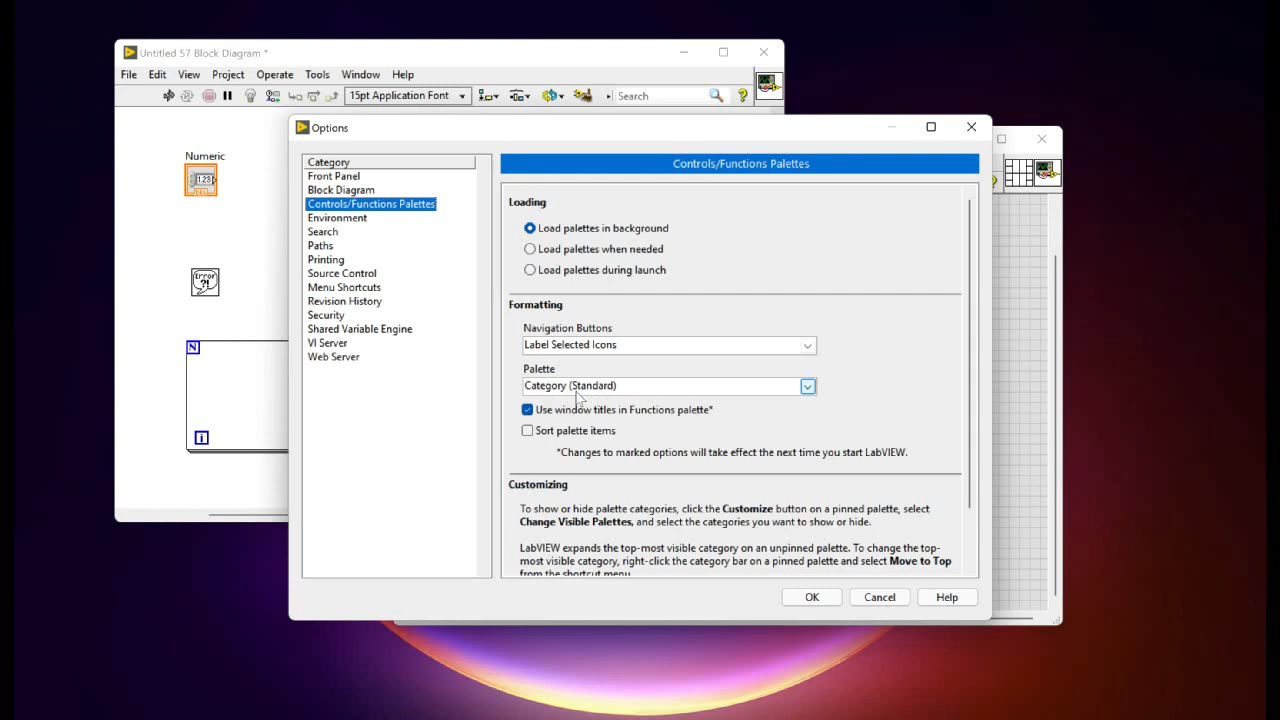 Untitled 57 Block Diagram *
File Edit View Project Operate Tools Window Help
15pt Application Font
Search
?
Numeric
1.23
DBL
Error
?!
N
i
Options
Category
Front Panel
Block Diagram
Controls/Functions Palettes
Environment
Search
Paths
Printing
Source Control
Menu Shortcuts
Revision History
Security
Shared Variable Engine
VI Server
Web Server
Controls/Functions Palettes
Loading
Load palettes in background
Load palettes when needed
Load palettes during launch
Formatting
Navigation Buttons
Label Selected Icons
Palette
Category (Standard)
Use window titles in Functions palette*
Sort palette items
*Changes to marked options will take effect the next time you start LabVIEW.
Customizing
To show or hide palette categories, click the Customize button on a pinned palette, select
Change Visible Palettes, and select the categories you want to show or hide.
LabVIEW expands the top-most visible category on an unpinned palette. To change the top-
most visible category, right-click the category bar on a pinned palette and select Move to Top
from the shortcut menu.
OK Cancel Help